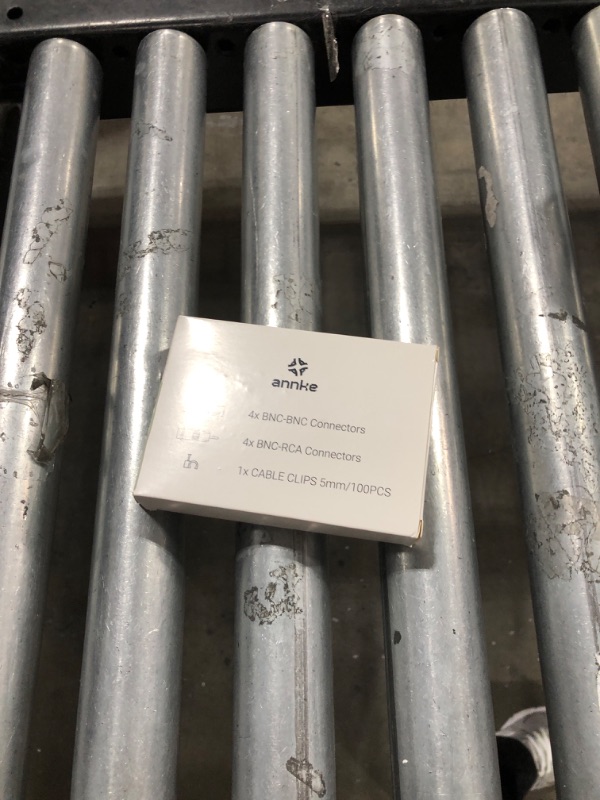 annke
4x BNC-BNC Connectors
4x BNC-RCA Connectors
1x CABLE CLIPS 5mm/100PCS